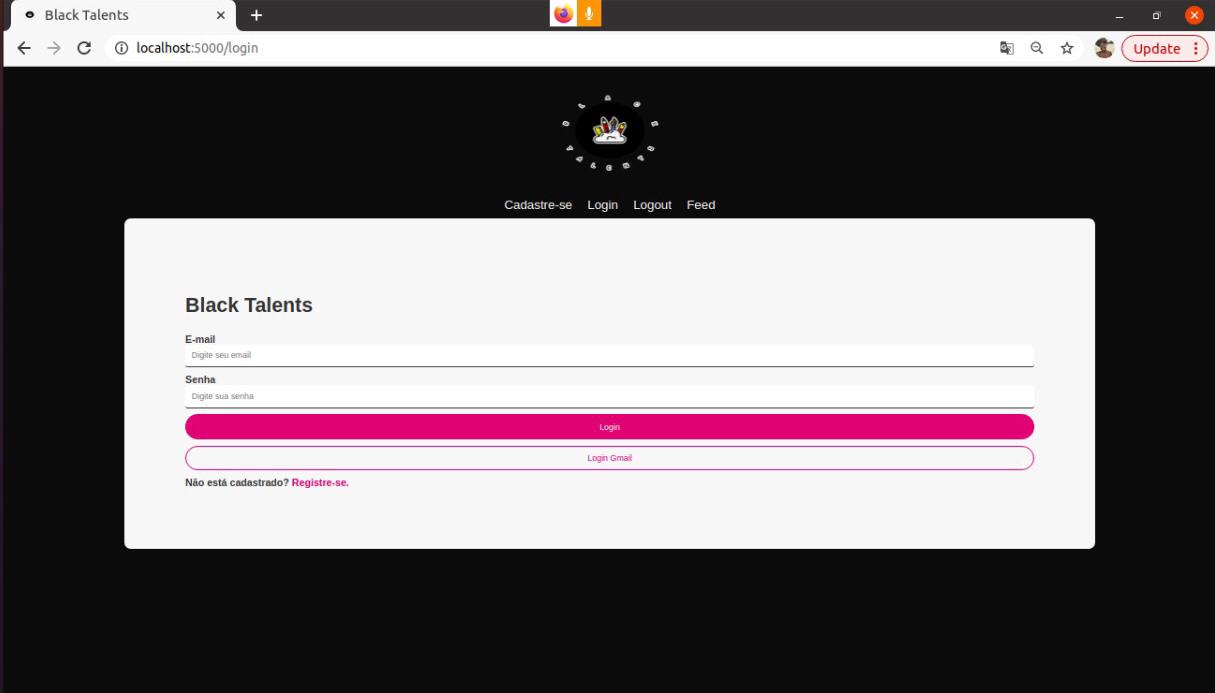 Black Talents
localhost:5000/login
Update
Cadastre-se Login Logout Feed
Black Talents
E-mail
Digite seu email
Senha
Digite sua senha
Login
Login Gmail
Não está cadastrado? Registre-se.